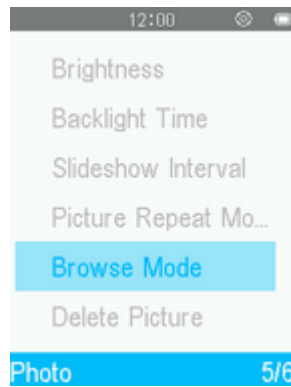 12:00
Brightness
Backlight Time
Slideshow Interval
Picture Repeat Mo...
Browse Mode
Delete Picture
Photo 5/6